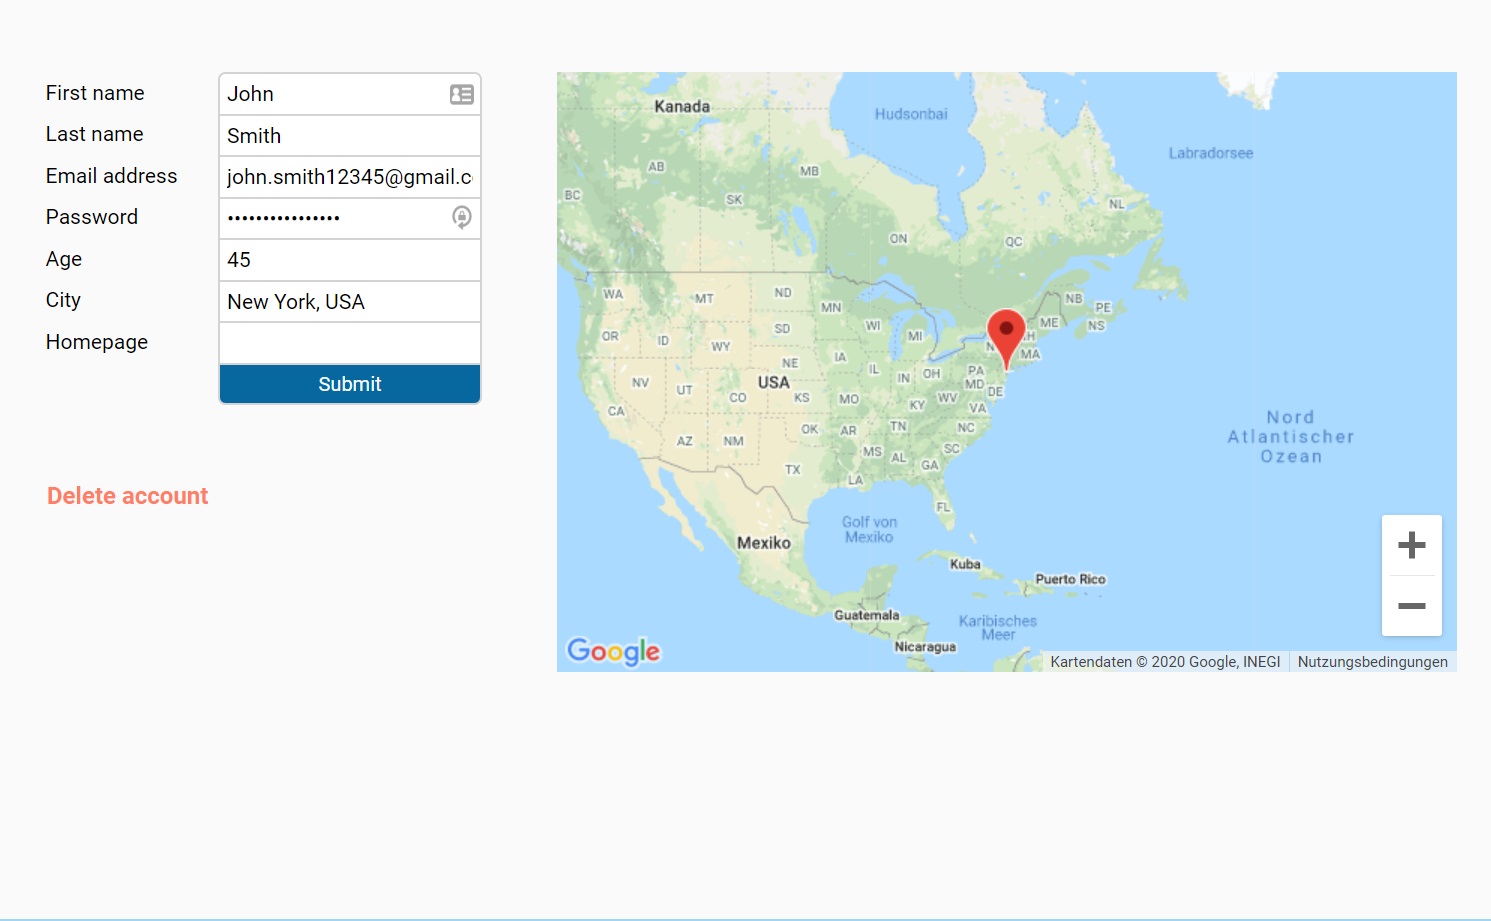 First name
John
Last name
Smith
Email address
john.smith12345@gmail.c
Password
••••••••••••••••
Age
45
City
New York, USA
Homepage
Submit
Delete account
Kanada
Hudsonbai
Labradorsee
AB
MB
BC
SK
NL
ON
QC
WA
MT
ND
MN
NB
PE
OR
ID
SD
WI
MI
ME
NS
WY
NE
IA
MA
NV
UT
USA
CO
KS
MO
IL
IN
OH
PA
MD
DE
CA
KY
WV
VA
AZ
NM
OK
AR
TN
NC
SC
MS
AL
GA
TX
LA
FL
Nord
Atlantischer
Ozean
Golf von
Mexiko
Mexiko
Kuba
Puerto Rico
Guatemala
Karibisches
Meer
Nicaragua
+
−
Google
Kartendaten © 2020 Google, INEGI
Nutzungsbedingungen